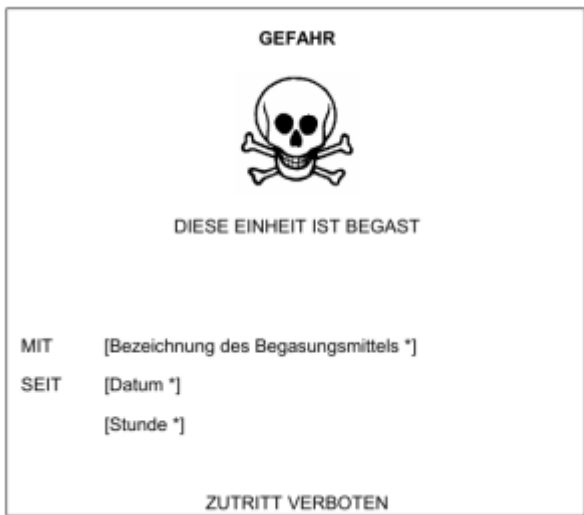 GEFAHR
DIESE EINHEIT IST BEGAST
MIT [Bezeichnung des Begasungsmittels *]
SEIT [Datum *]
[Stunde *]
ZUTRITT VERBOTEN